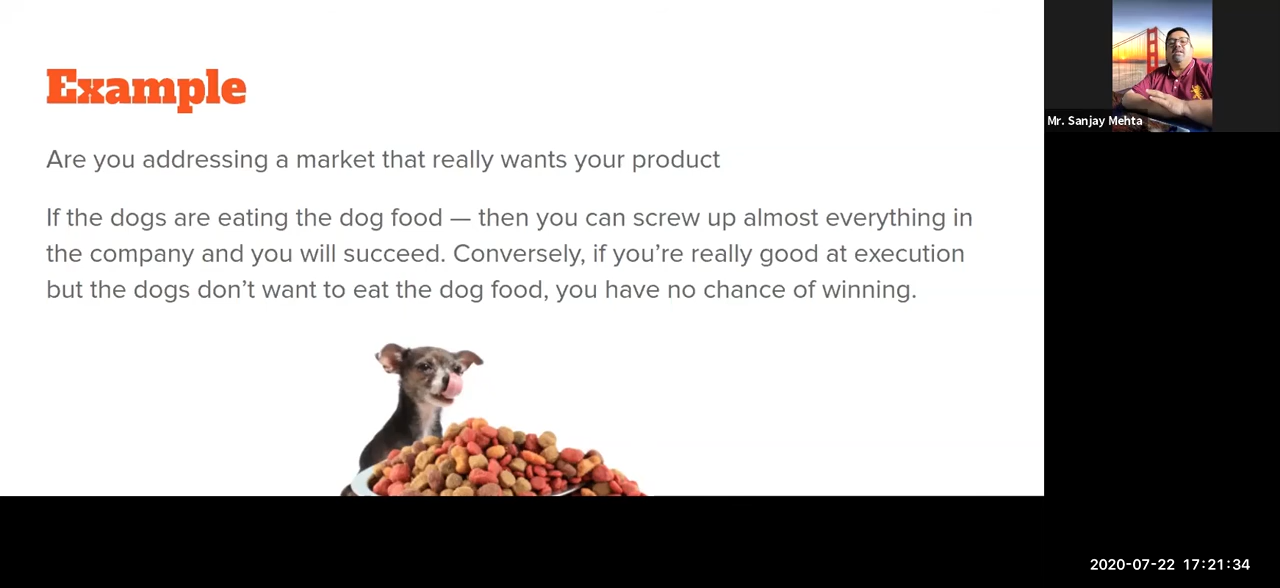 Example
Are you addressing a market that really wants your product
If the dogs are eating the dog food — then you can screw up almost everything in
the company and you will succeed. Conversely, if you’re really good at execution
but the dogs don’t want to eat the dog food, you have no chance of winning.
Mr. Sanjay Mehta
2020-07-22 17:21:34